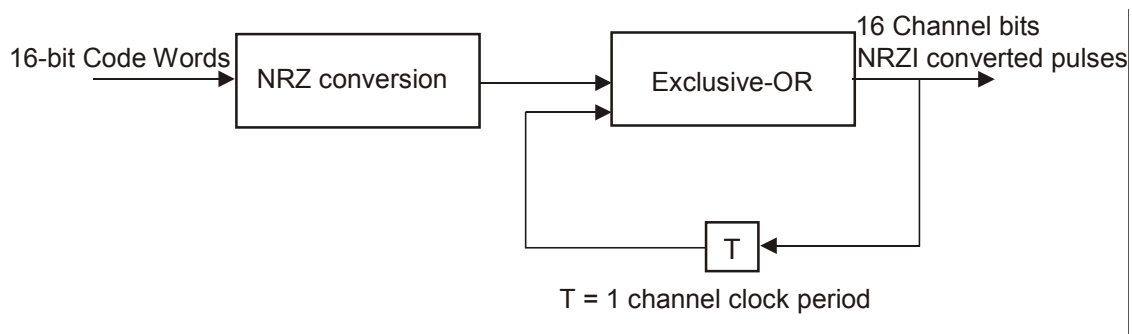 16-bit Code Words
NRZ conversion
Exclusive-OR
16 Channel bits
NRZI converted pulses
T
T = 1 channel clock period